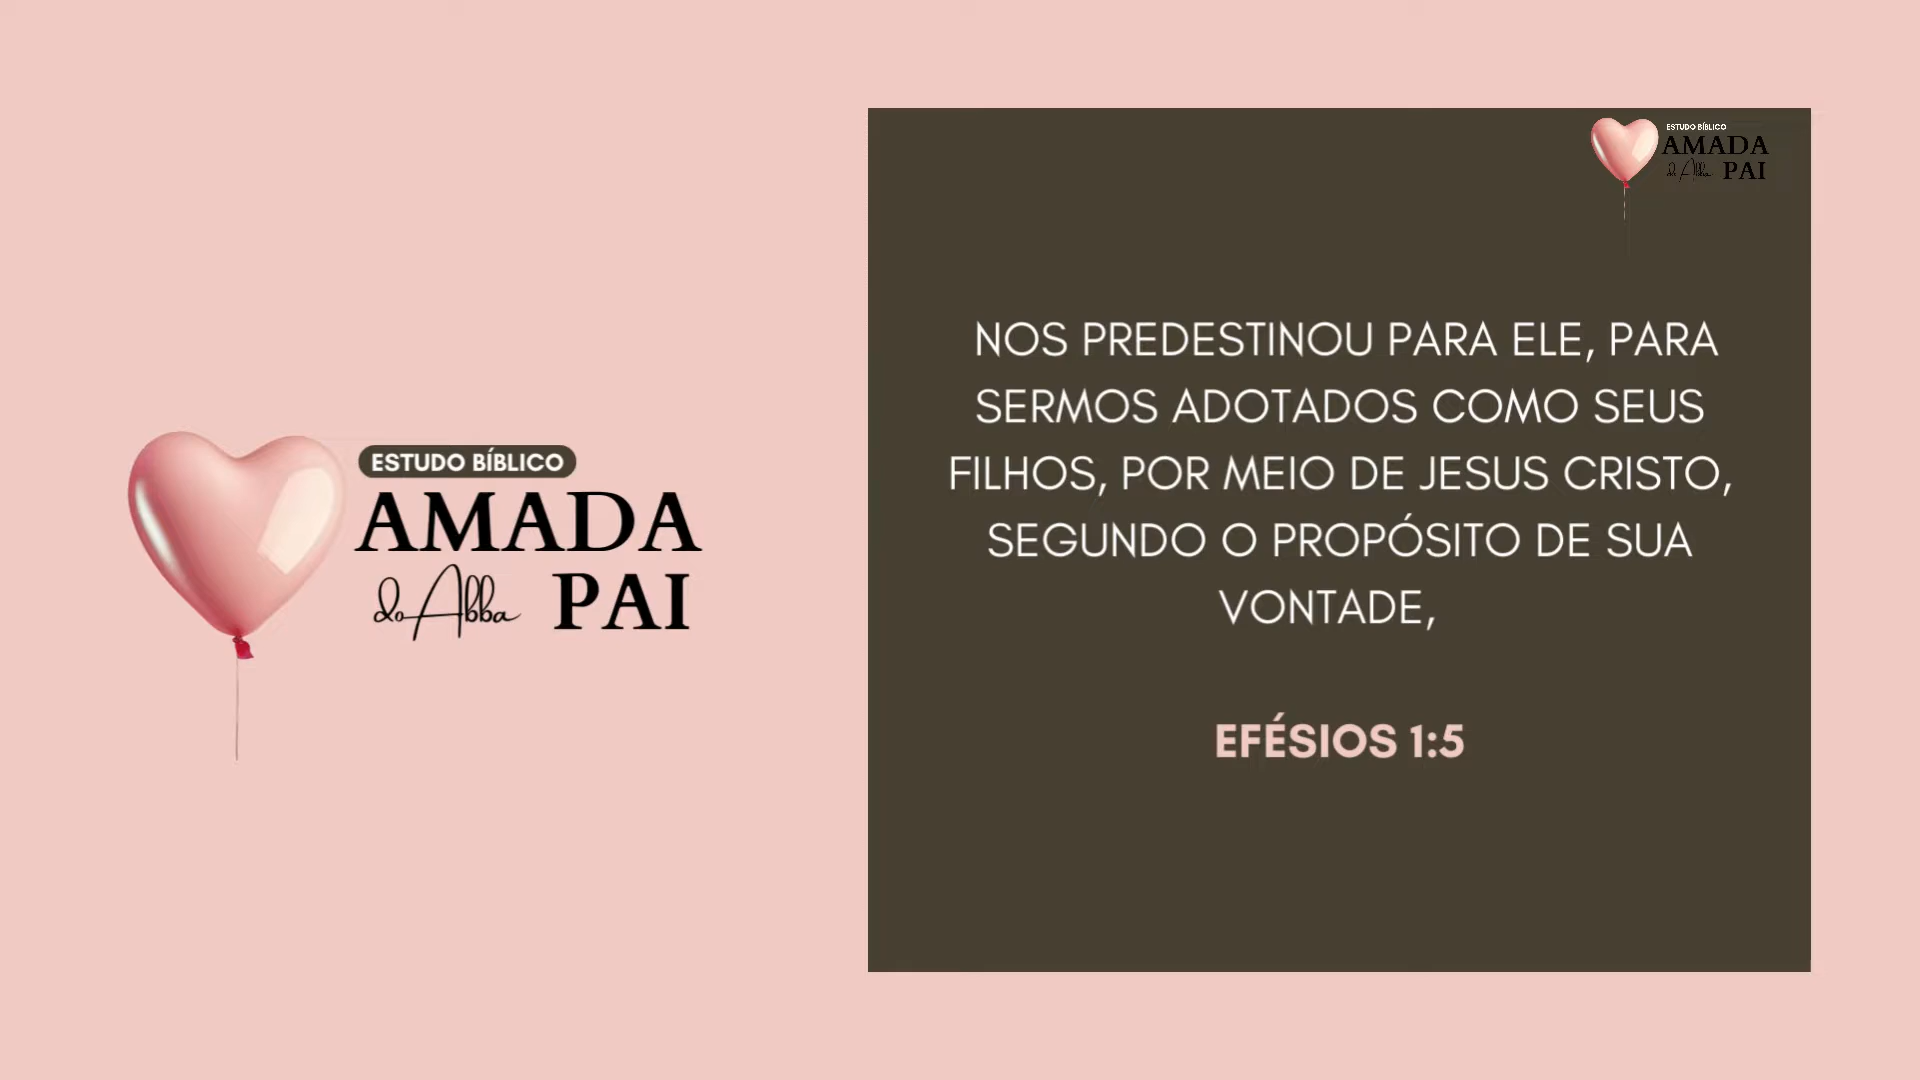 ESTUDO BÍBLICO
AMADA
do Abba PAI
ESTUDO BÍBLICO
AMADA
do Abba PAI
NOS PREDESTINOU PARA ELE, PARA
SERMOS ADOTADOS COMO SEUS
FILHOS, POR MEIO DE JESUS CRISTO,
SEGUNDO O PROPÓSITO DE SUA
VONTADE,
EFÉSIOS 1:5